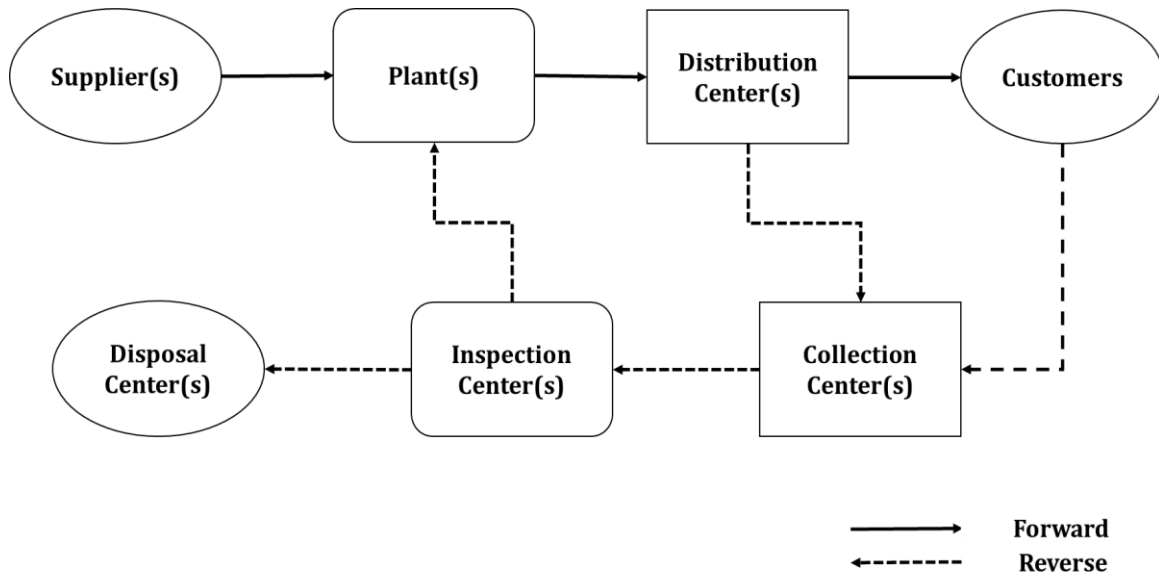 Supplier(s)
Plant(s)
Distribution
Center(s)
Customers
Disposal
Center(s)
Inspection
Center(s)
Collection
Center(s)
Forward
Reverse